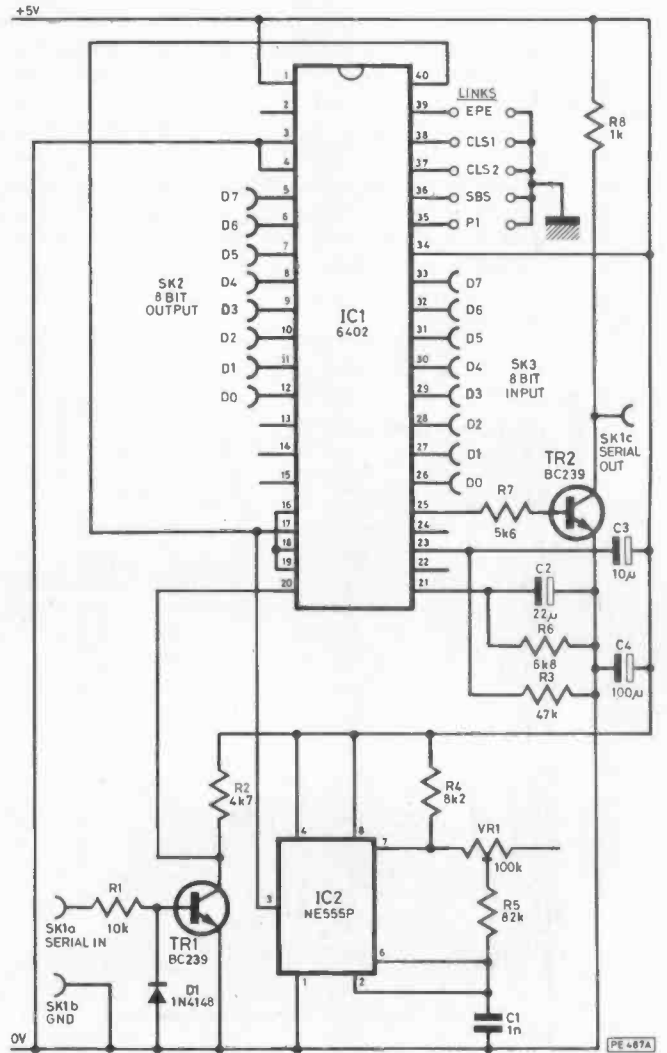 +5V
1
2
3
4
5
6
7
8
9
10
11
12
13
14
15
16
17
18
19
20
40
39
38
37
36
35
34
33
32
31
30
29
28
27
26
25
24
23
22
21
IC1
6402
LINKS
EPE
CLS1
CLS2
SBS
P1
R8
1k
D7
D6
D5
D4
D3
D2
D1
D0
SK2
8 BIT
OUTPUT
D7
D6
D5
D4
D3
D2
D1
D0
SK3
8 BIT
INPUT
SK1c
SERIAL
OUT
TR2
BC239
R7
5k6
C3
10µ
C2
22µ
R6
6k8
C4
100µ
R3
47k
R2
4k7
4
8
R4
8k2
7
VR1
100k
IC2
NE555P
3
R5
82k
6
1
2
C1
1n
R1
10k
SK1a
SERIAL IN
TR1
BC239
D1
1N4148
SK1b
GND
0V
PE 487A